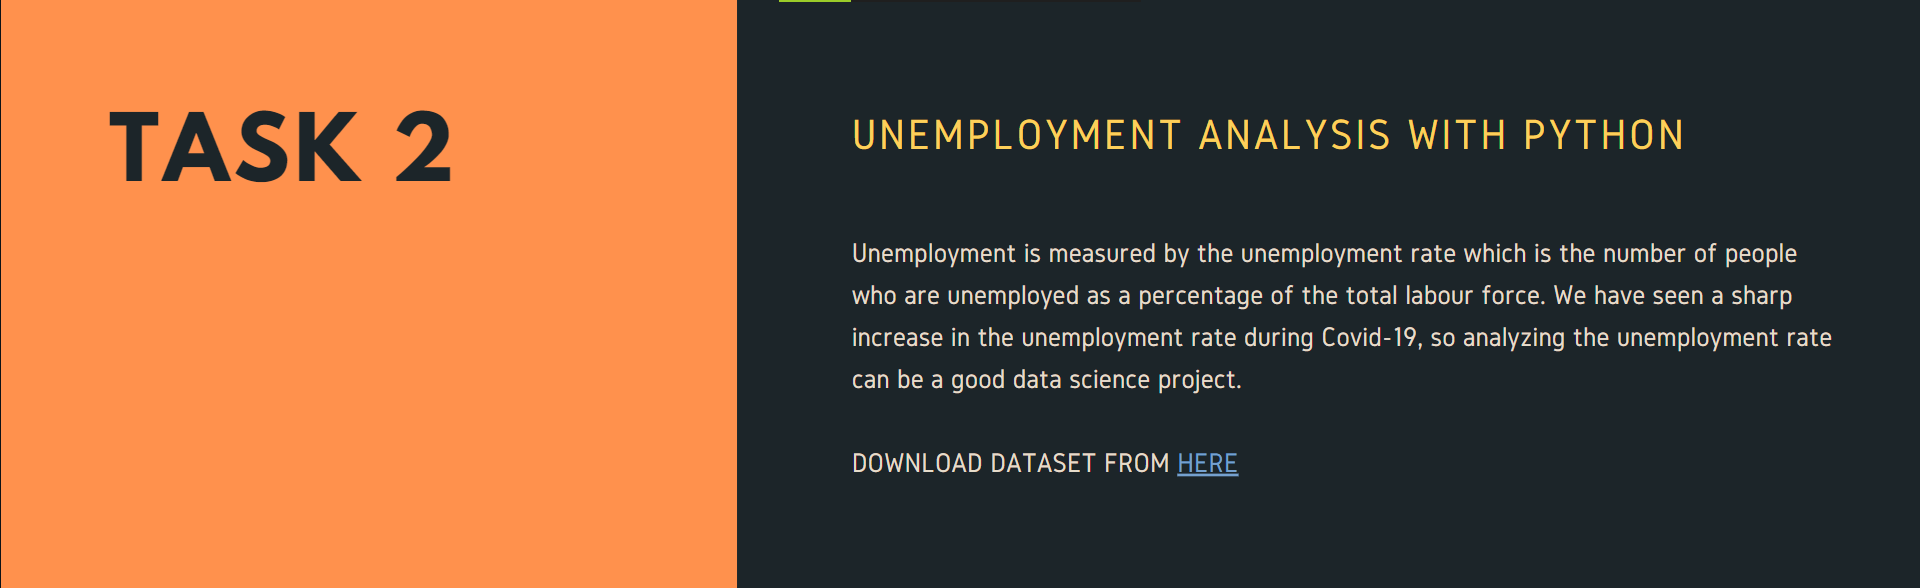 TASK 2
UNEMPLOYMENT ANALYSIS WITH PYTHON
Unemployment is measured by the unemployment rate which is the number of people
who are unemployed as a percentage of the total labour force. We have seen a sharp
increase in the unemployment rate during Covid-19, so analyzing the unemployment rate
can be a good data science project.
DOWNLOAD DATASET FROM HERE